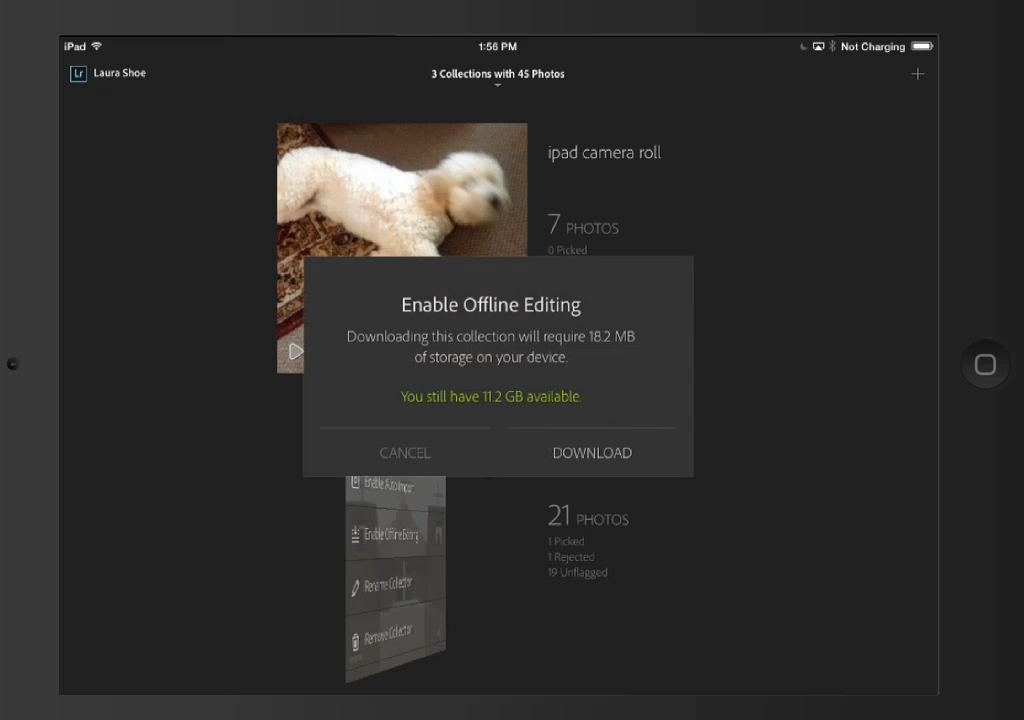 iPad
1:56 PM
Not Charging
Lr Laura Shoe
3 Collections with 45 Photos
ipad camera roll
7 PHOTOS
0 Picked
Enable Offline Editing
Downloading this collection will require 18.2 MB
of storage on your device.
You still have 11.2 GB available.
CANCEL
DOWNLOAD
Enable Auto Import
Enable Offline Editing
Rename Collection
Remove Collection
21 PHOTOS
1 Picked
1 Rejected
19 Unflagged